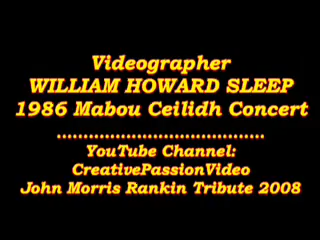 Videographer
WILLIAM HOWARD SLEEP
1986 Mabou Ceilidh Concert
.......................................
YouTube Channel:
CreativePassionVideo
John Morris Rankin Tribute 2008